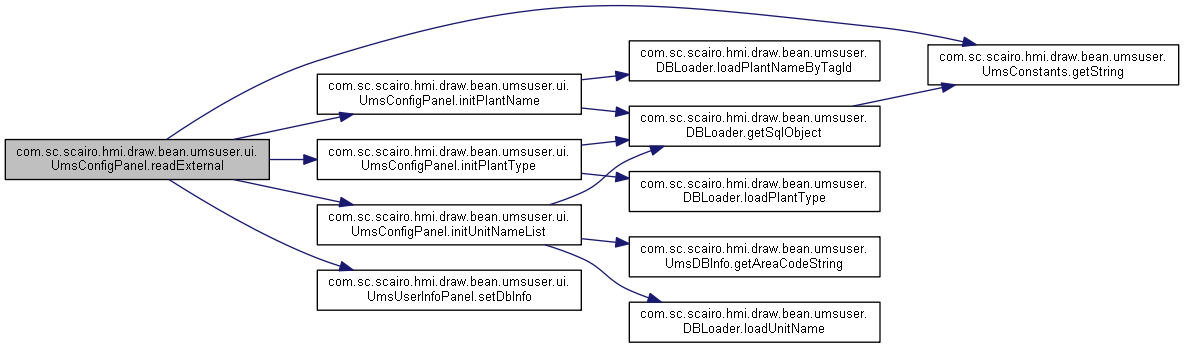 com.sc.scairo.hmi.draw.bean.umsuser.ui.
UmsConfigPanel.readExternal
com.sc.scairo.hmi.draw.bean.umsuser.ui.
UmsConfigPanel.initPlantName
com.sc.scairo.hmi.draw.bean.umsuser.ui.
UmsConfigPanel.initPlantType
com.sc.scairo.hmi.draw.bean.umsuser.ui.
UmsConfigPanel.initUnitNameList
com.sc.scairo.hmi.draw.bean.umsuser.ui.
UmsUserInfoPanel.setDbInfo
com.sc.scairo.hmi.draw.bean.umsuser.
DBLoader.loadPlantNameByTagId
com.sc.scairo.hmi.draw.bean.umsuser.
DBLoader.getSqlObject
com.sc.scairo.hmi.draw.bean.umsuser.
DBLoader.loadPlantType
com.sc.scairo.hmi.draw.bean.umsuser.
UmsDBInfo.getAreaCodeString
com.sc.scairo.hmi.draw.bean.umsuser.
DBLoader.loadUnitName
com.sc.scairo.hmi.draw.bean.umsuser.
UmsConstants.getString